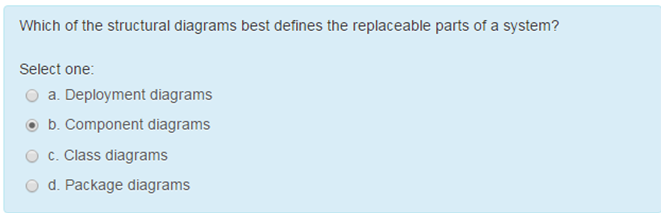 Which of the structural diagrams best defines the replaceable parts of a system?
Select one:
a. Deployment diagrams
b. Component diagrams
c. Class diagrams
d. Package diagrams